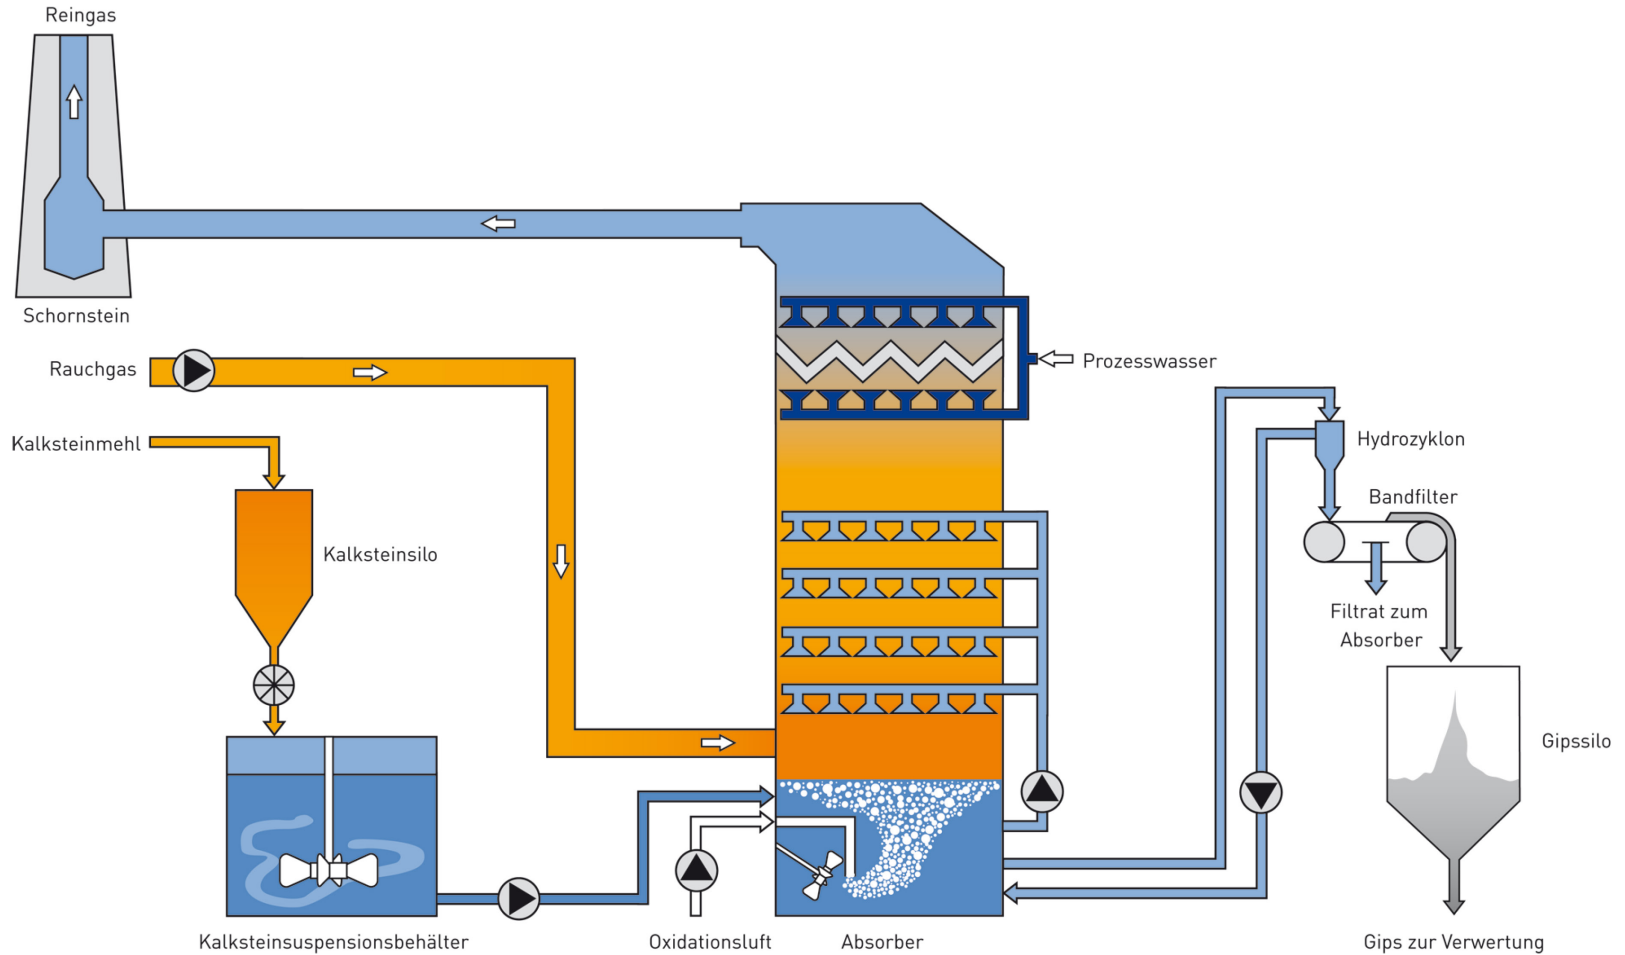 Reingas
Schornstein
Rauchgas
Prozesswasser
Kalksteinmehl
Hydrozyklon
Bandfilter
Kalksteinsilo
Filtrat zum
Absorber
Gipssilo
Kalksteinsuspensionsbehälter
Oxidationsluft
Absorber
Gips zur Verwertung